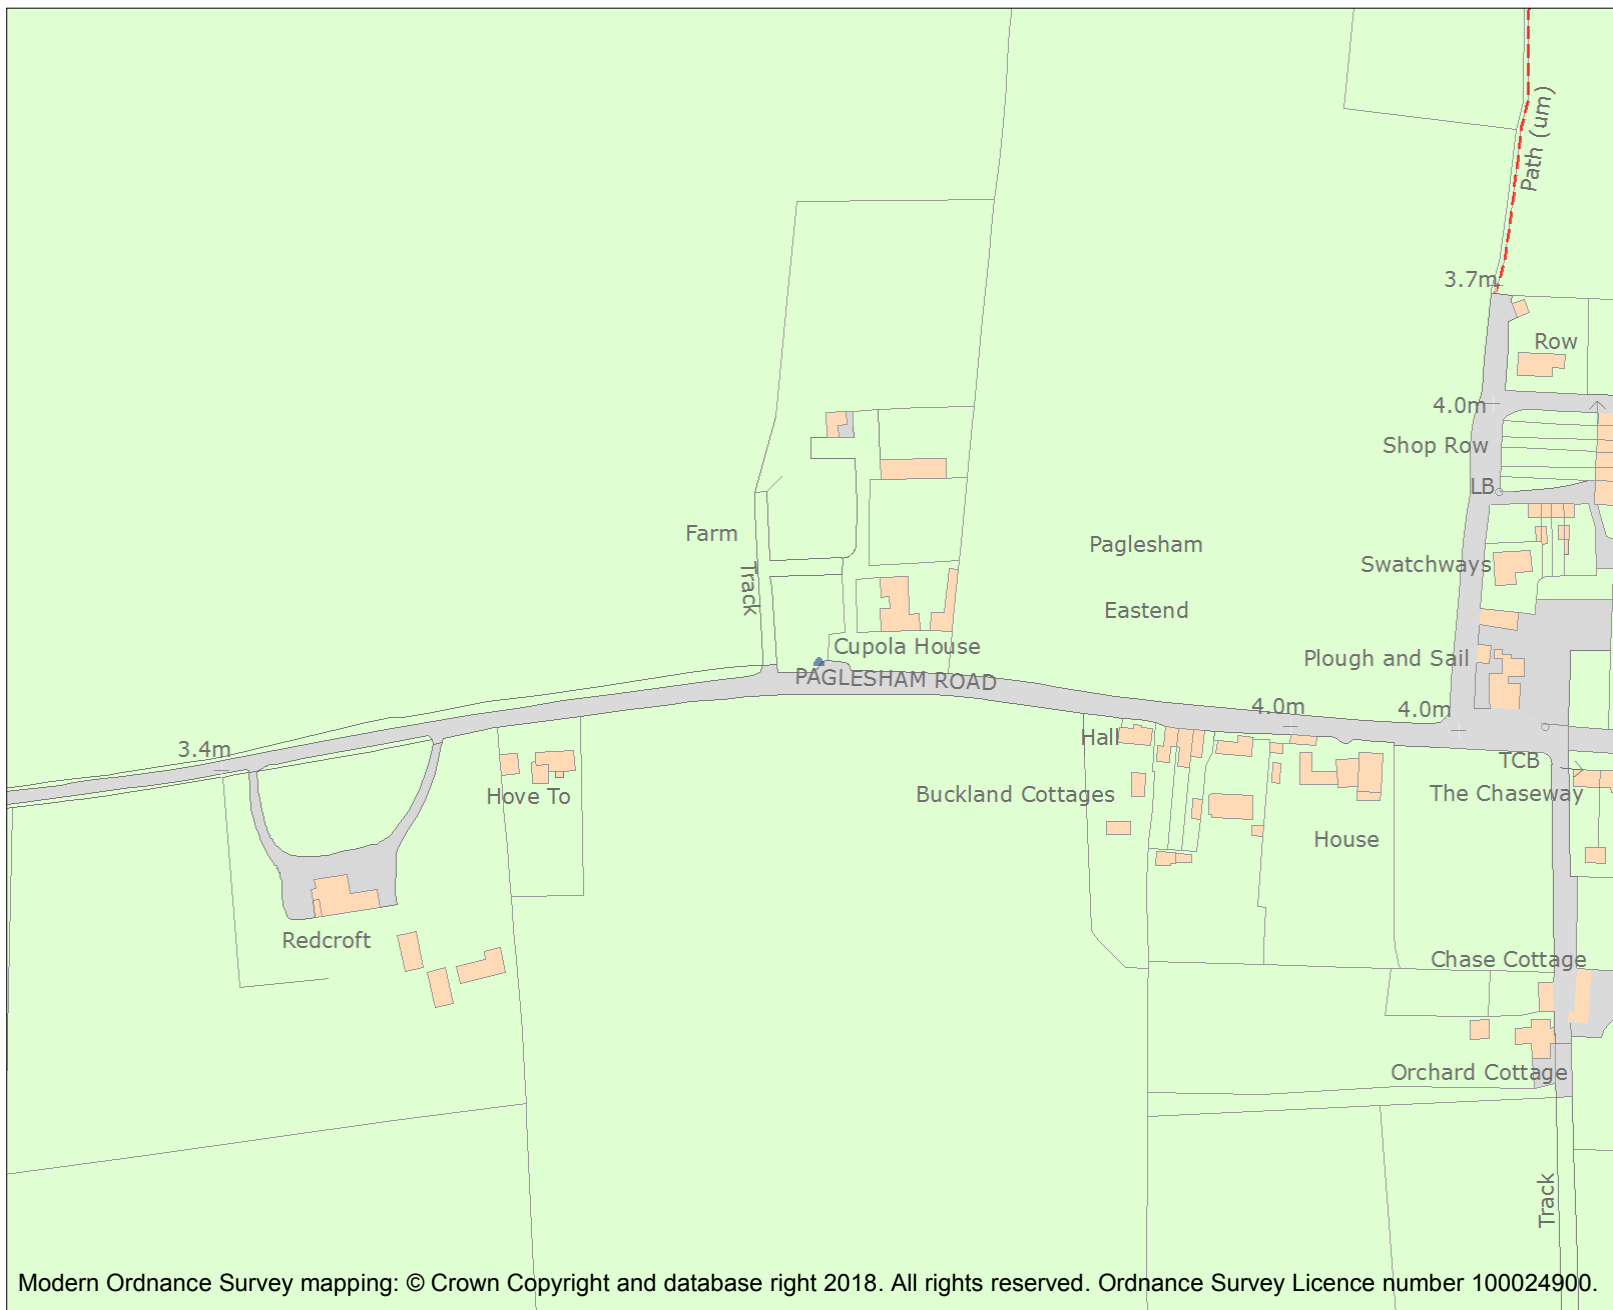 Path (um)
3.7m
Row
4.0m
Shop Row
LB
Farm
Paglesham
Swatchways
Track
Eastend
Cupola House
Plough and Sail
PAGLESHAM ROAD
4.0m
4.0m
Hall
3.4m
TCB
Hove To
Buckland Cottages
The Chaseway
House
Redcroft
Chase Cottage
Orchard Cottage
Track
Modern Ordnance Survey mapping: © Crown Copyright and database right 2018. All rights reserved. Ordnance Survey Licence number 100024900.